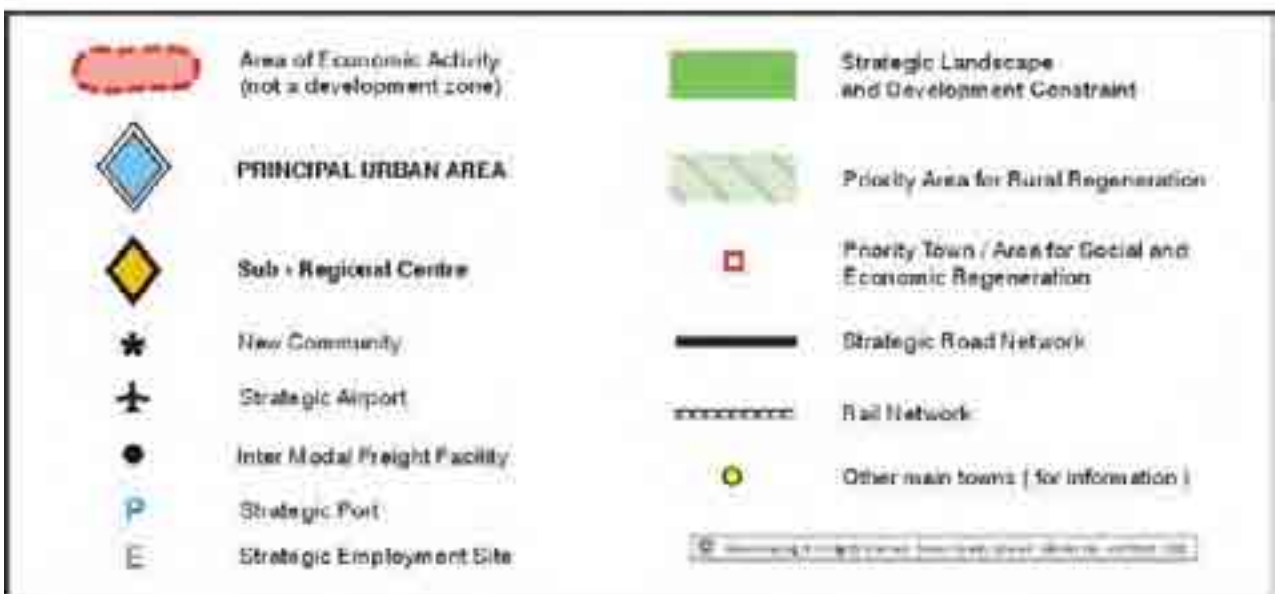 Area of Economic Activity
(not a development zone)
PRINCIPAL URBAN AREA
Sub - Regional Centre
New Community
Strategic Airport
Inter Modal Freight Facility
P
Strategic Port
E
Strategic Employment Site
Strategic Landscape
and Development Constraint
Priority Area for Rural Regeneration
Priority Town / Area for Social and
Economic Regeneration
Strategic Road Network
Rail Network
Other main towns ( for information )